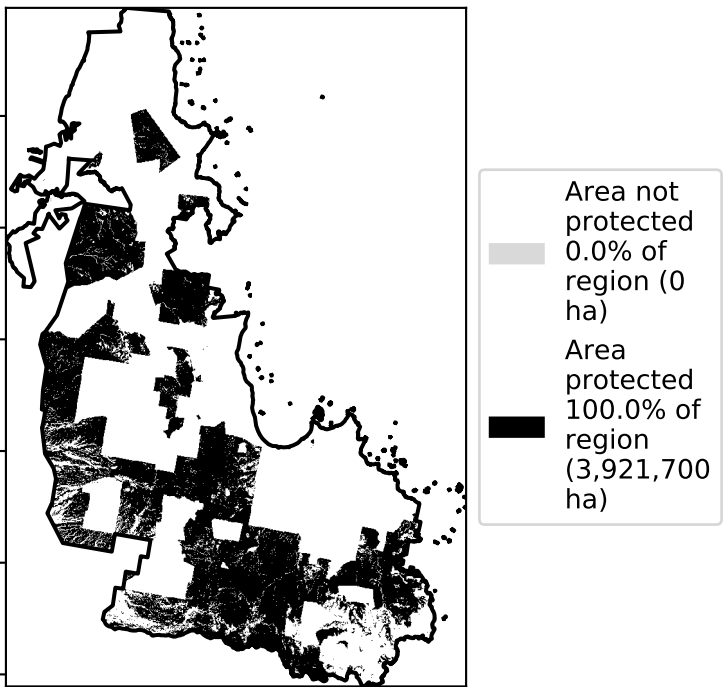 Area not
protected
0.0% of
region (0
ha)
Area
protected
100.0% of
region
(3,921,700
ha)